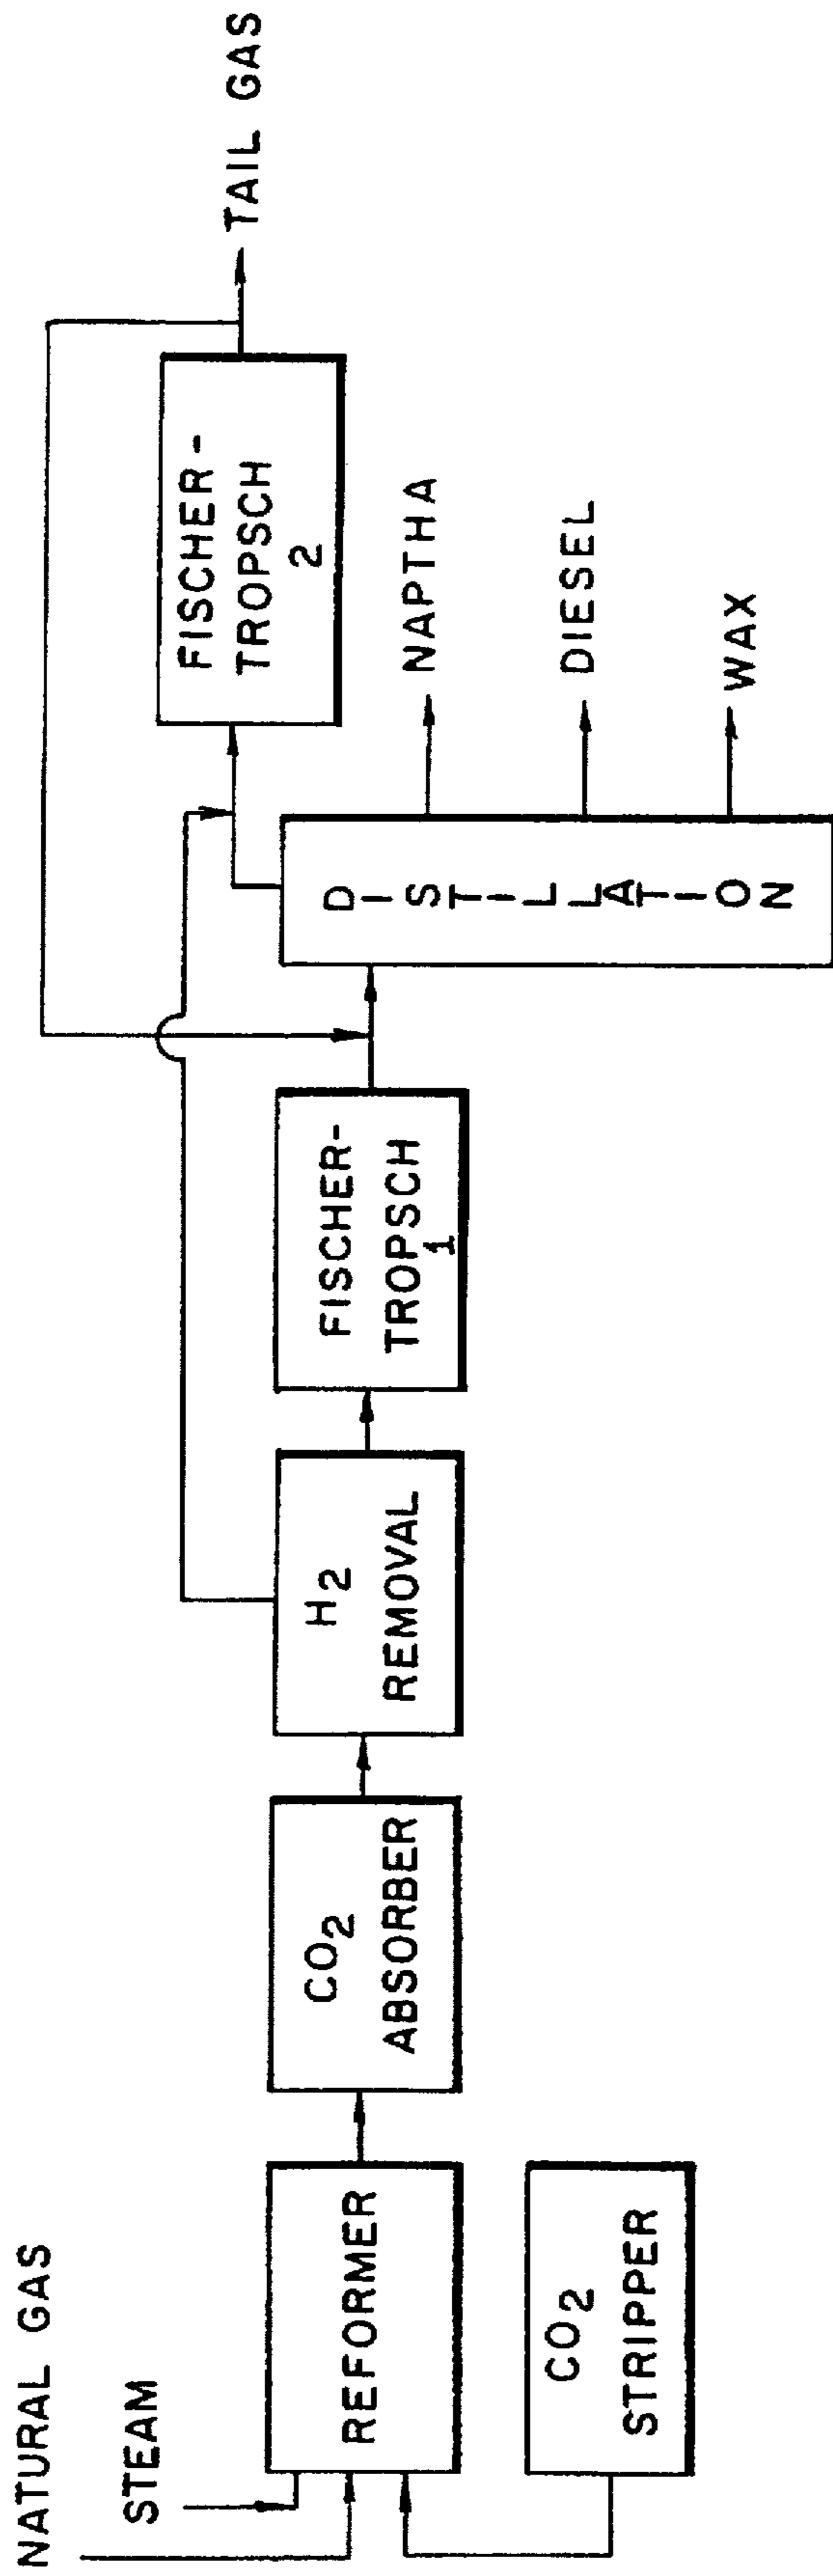 NATURAL GAS
STEAM
REFORMER
CO2
STRIPPER
CO2
ABSORBER
H2
REMOVAL
FISCHER-
TROPSCH
1
DISTILLATION
FISCHER-
TROPSCH
2
TAIL GAS
NAPTHA
DIESEL
WAX